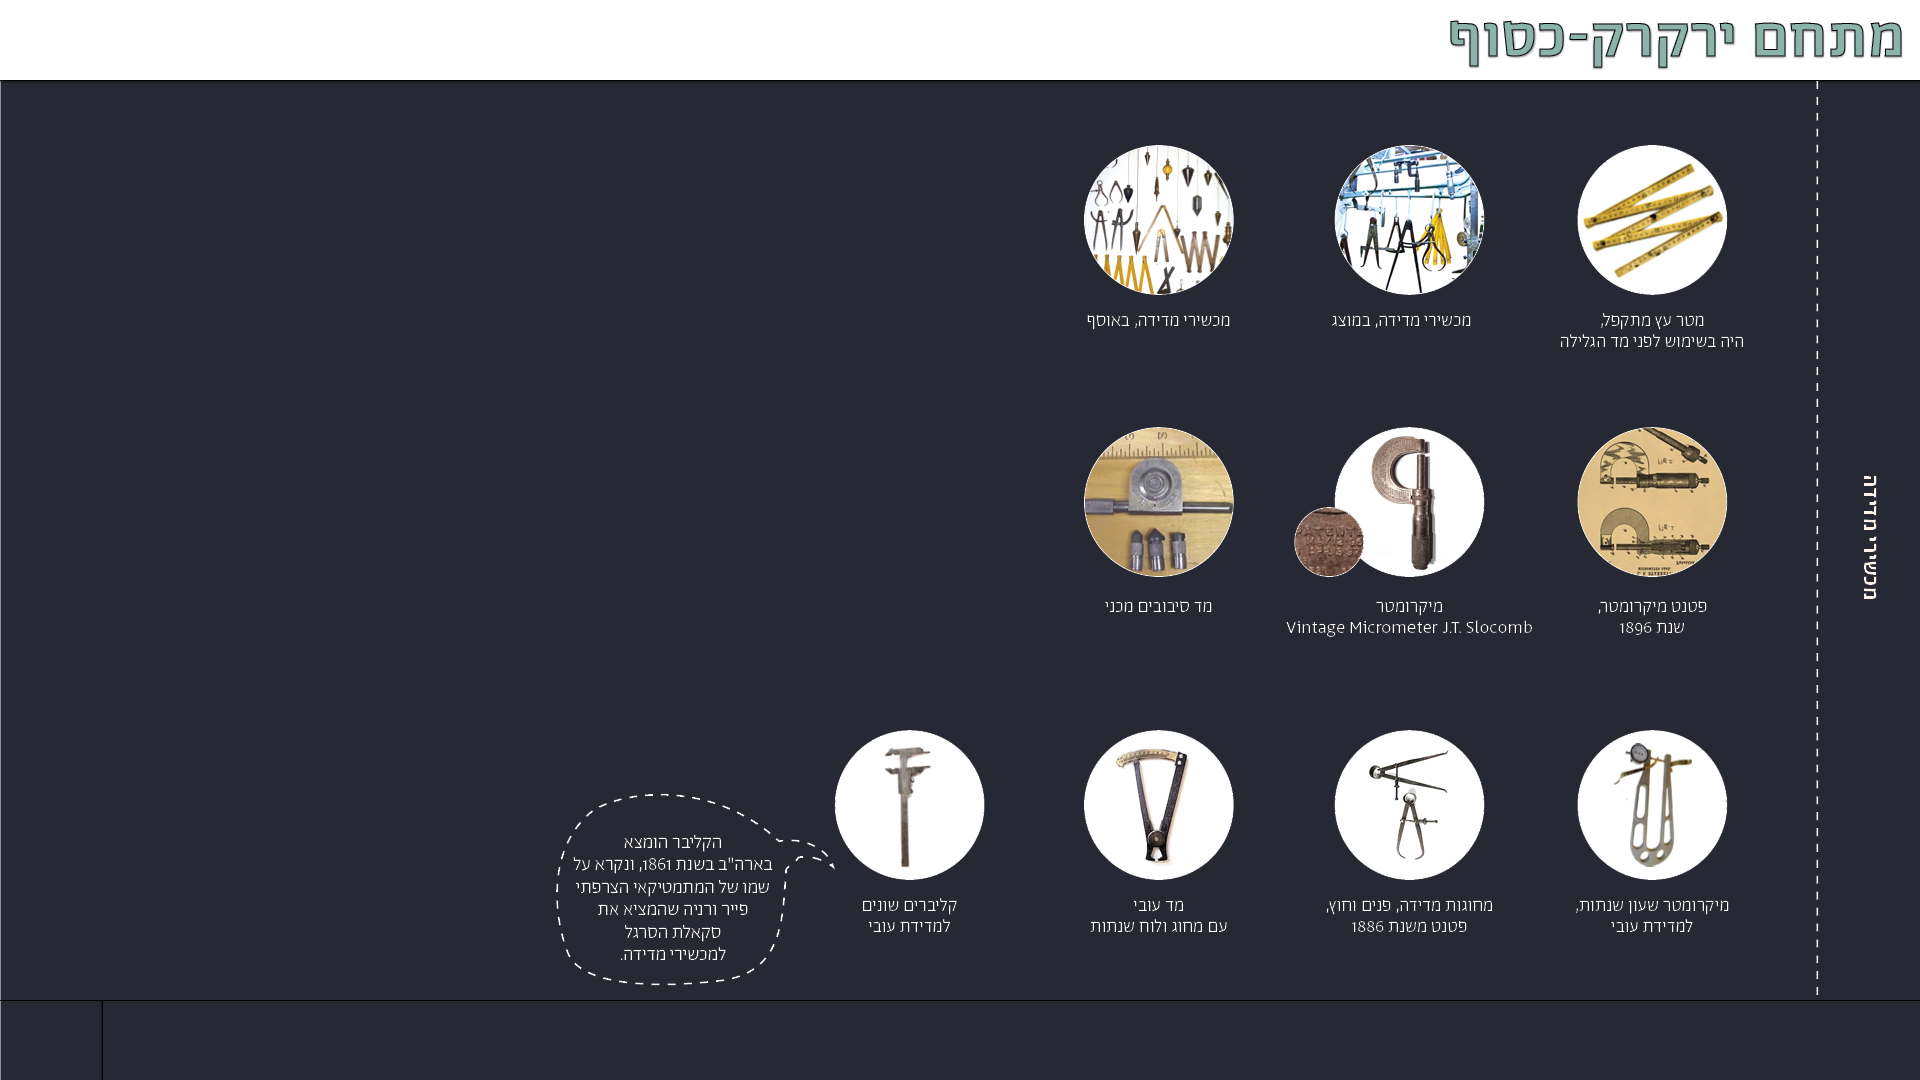 מתחם ירקרק-כסוף
מכשירי מדידה
מטר עץ מתקפל,
היה בשימוש לפני מד הגלילה
מכשירי מדידה, במוצג
מכשירי מדידה, באוסף
פטנט מיקרומטר,
שנת 1896
מיקרומטר
Vintage Micrometer J.T. Slocomb
מד סיבובים מכני
מיקרומטר שעון שנתות,
למדידת עובי
מחוגות מדידה, פנים וחוץ,
פטנט משנת 1886
מד עובי
עם מחוג ולוח שנתות
קליברים שונים
למדידת עובי
הקליבר הומצא
בארה"ב בשנת 1861, ונקרא על
שמו של המתמטיקאי הצרפתי
פייר ורניה שהמציא את
סקאלת הסרגל
למכשירי מדידה.